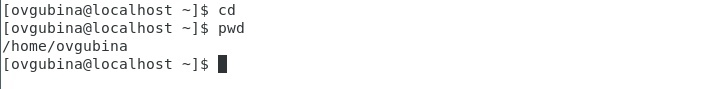 [ovgubina@localhost ~]$ cd
[ovgubina@localhost ~]$ pwd
/home/ovgubina
[ovgubina@localhost ~]$